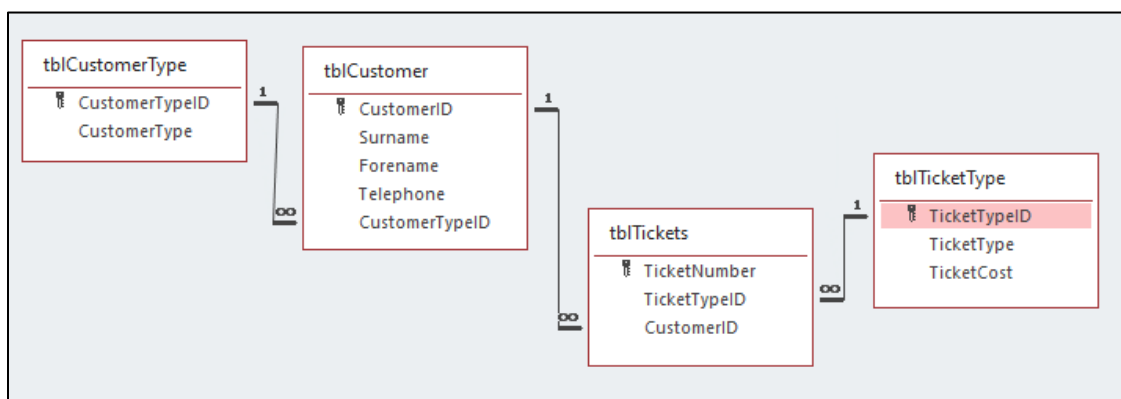 tblCustomerType
CustomerTypeID
CustomerType
1
∞
tblCustomer
CustomerID
Surname
Forename
Telephone
CustomerTypeID
1
∞
tblTickets
TicketNumber
TicketTypeID
CustomerID
∞
1
tblTicketType
TicketTypeID
TicketType
TicketCost